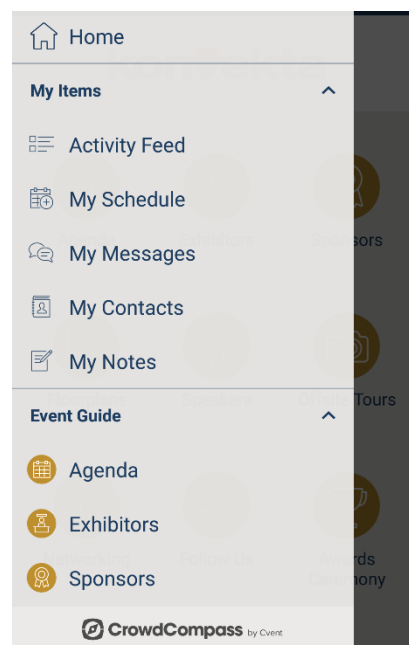 Home
My Items
Activity Feed
My Schedule
My Messages
My Contacts
My Notes
Event Guide
Agenda
Exhibitors
Sponsors
CrowdCompass by Cvent
Tours